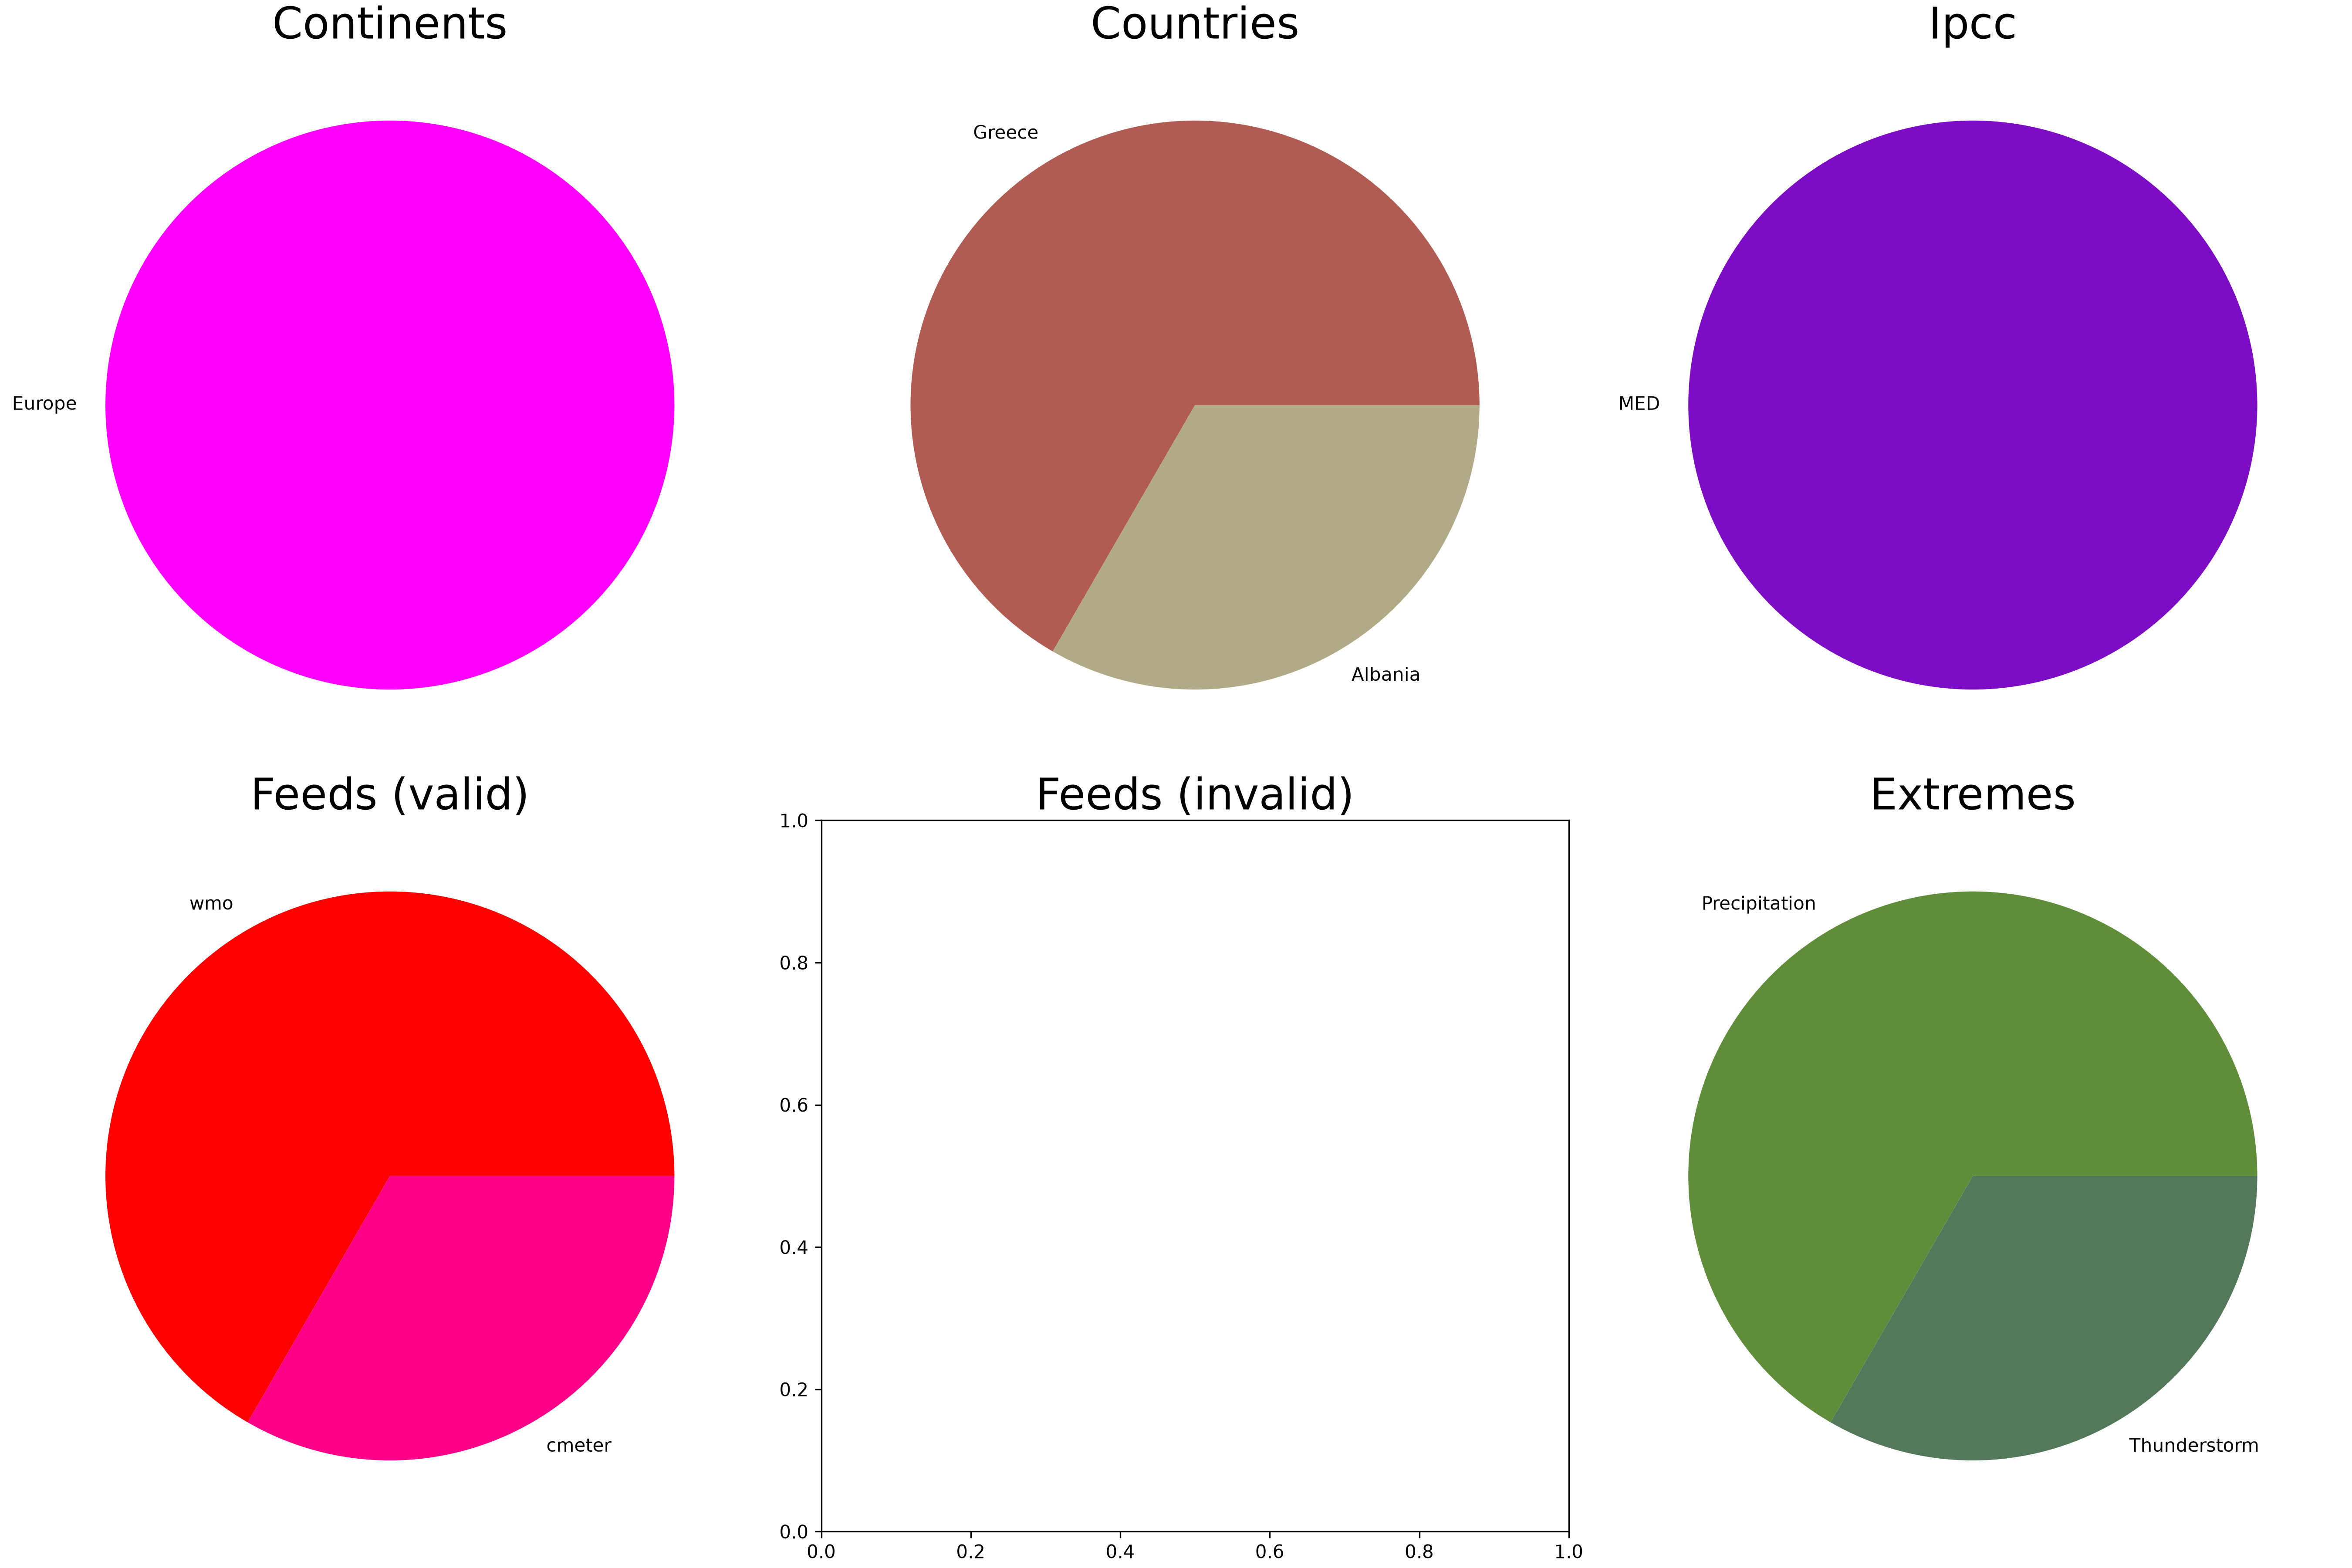 Continents
Countries
Ipcc
Greece
Europe
MED
Albania
Feeds (valid)
Feeds (invalid)
Extremes
1.0
wmo
Precipitation
0.8
0.6
0.4
0.2
cmeter
Thunderstorm
0.0
0.0 0.2 0.4 0.6 0.8 1.0